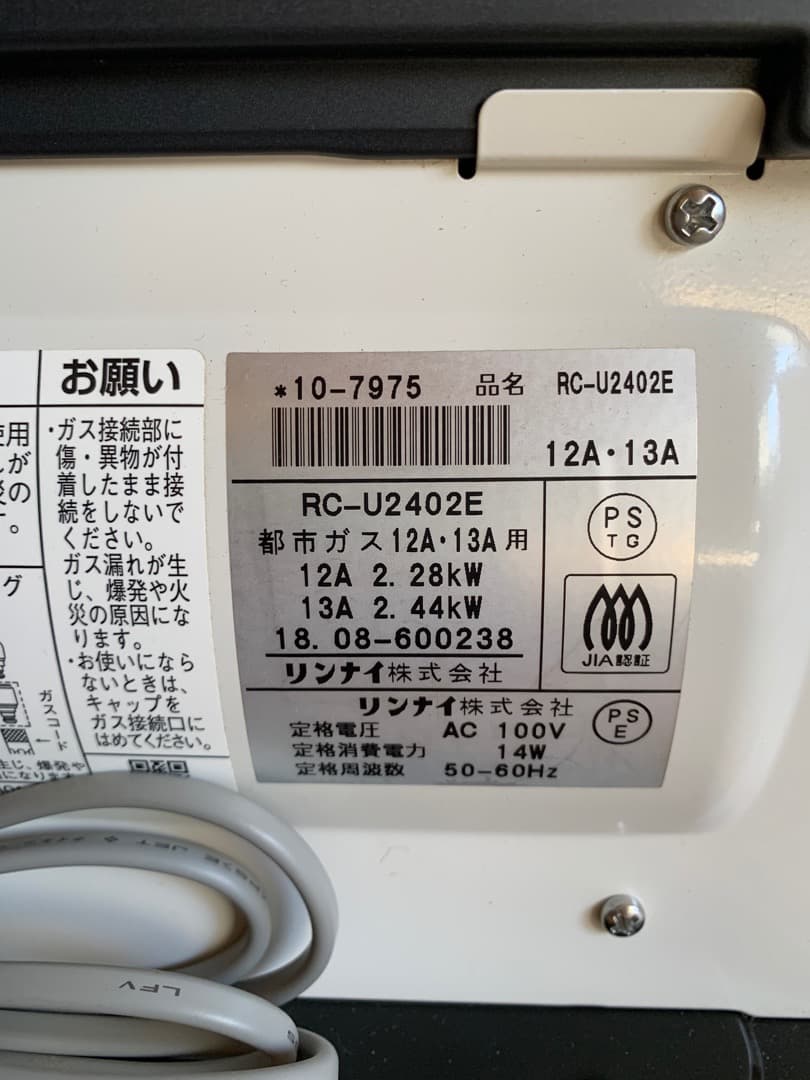 お願い
・ガス接続部に
傷・異物が付
着したまま接
続をしないで
ください。
ガス漏れが生
じ、爆発や火
災の原因にな
ります。
・お使いになら
ないときは、
キャップを
ガス接続口に
はめてください。
ガスコード
*10-7975 品名 RC-U2402E
12A・13A
RC-U2402E
都市ガス12A・13A用
12A 2.28kW
13A 2.44kW
18.08-600238
リンナイ株式会社
PS
TG
JIA認証
リンナイ株式会社
定格電圧 AC 100V
定格消費電力 14W
定格周波数 50-60Hz
PS
E
LFV